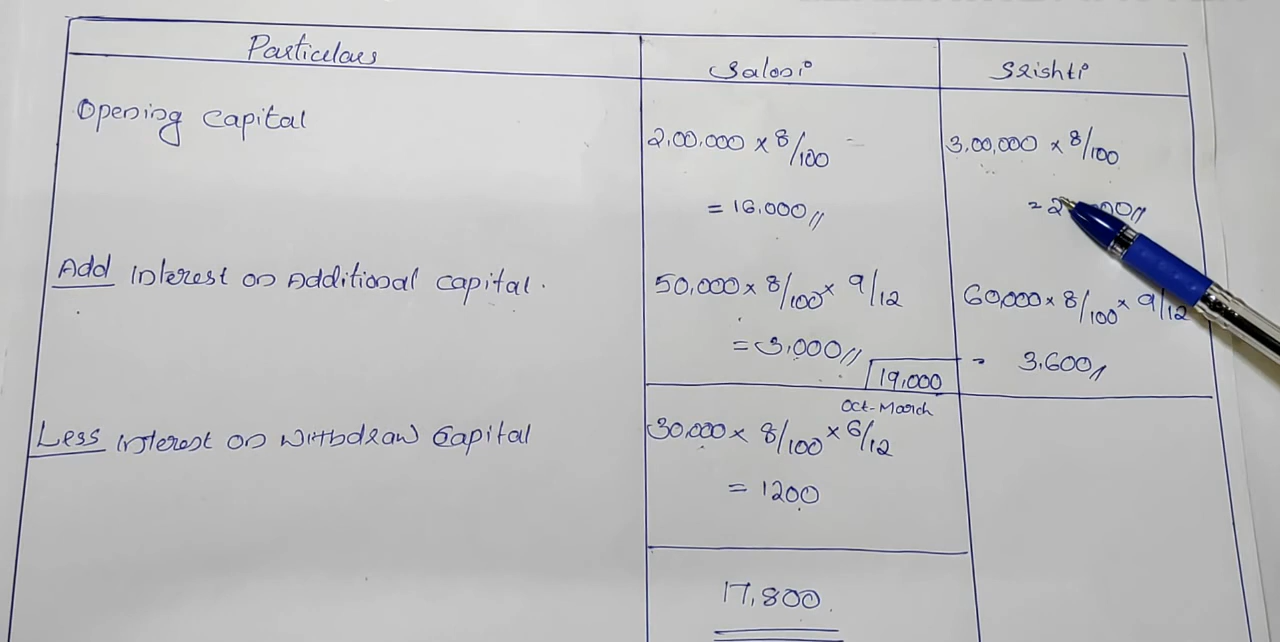 Particulars
Saloni
Srishti
Opening Capital
2,00,000 × 8/100
3,00,000 × 8/100
= 16,000//
Add interest on Additional Capital.
50,000 × 8/100 × 9/12
60,000 × 8/100 × 9/12
= 3,000//
= 3,600//
19,000
Oct-March
Less interest on withdraw Capital
30,000 × 8/100 × 6/12
= 1200
17,800.